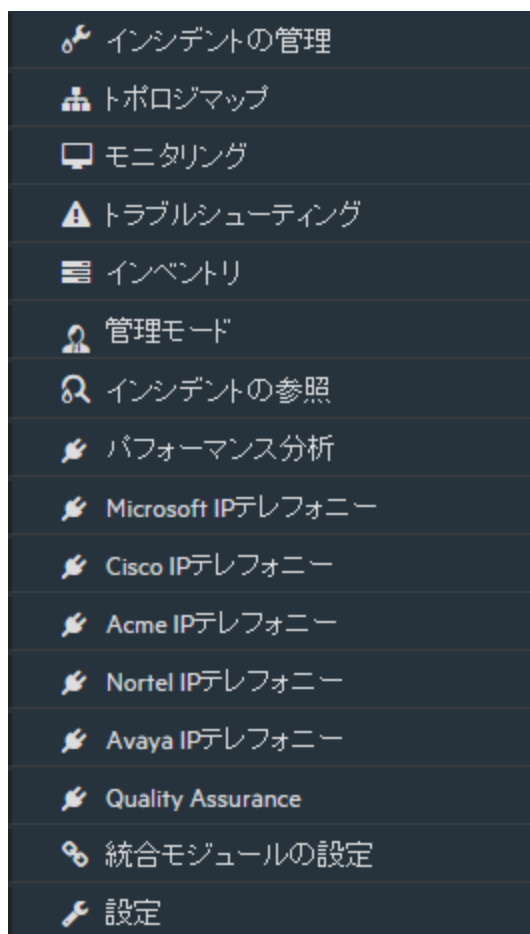 インシデントの管理
トポロジマップ
モニタリング
トラブルシューティング
インベントリ
管理モード
インシデントの参照
パフォーマンス分析
Microsoft IPテレフォニー
Cisco IPテレフォニー
Acme IPテレフォニー
Nortel IPテレフォニー
Avaya IPテレフォニー
Quality Assurance
統合モジュールの設定
設定